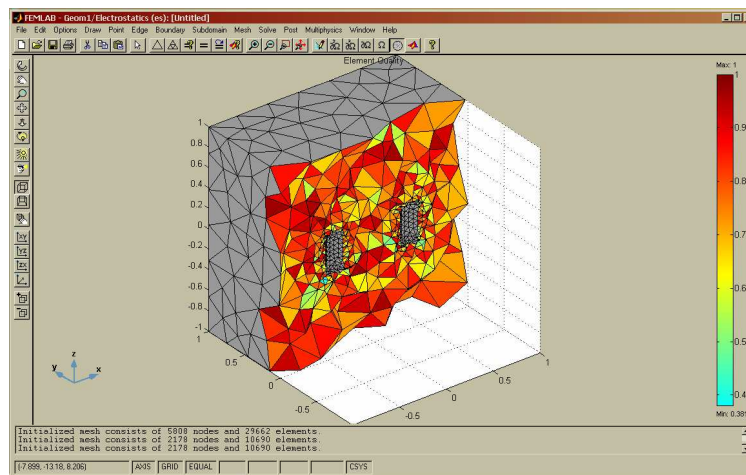 FEMLAB - Geom1/Electrostatics (es): [Untitled]
File Edit Options Draw Point Edge Boundary Subdomain Mesh Solve Post Multiphysics Window Help
Element Quality
Max: 1
1
0.8
0.6
0.4
0.2
0
-0.2
-0.4
-0.6
-0.8
-1
1
0.5
0
-0.5
-0.5
0
0.5
1
1
0.9
0.8
0.7
0.6
0.5
0.4
XY
YZ
ZX
y z x
Initialized mesh consists of 5808 nodes and 29662 elements.
Initialized mesh consists of 2178 nodes and 10690 elements.
Initialized mesh consists of 2178 nodes and 10690 elements.
(-7.899, -13.18, 8.206) AXIS GRID EQUAL CSYS